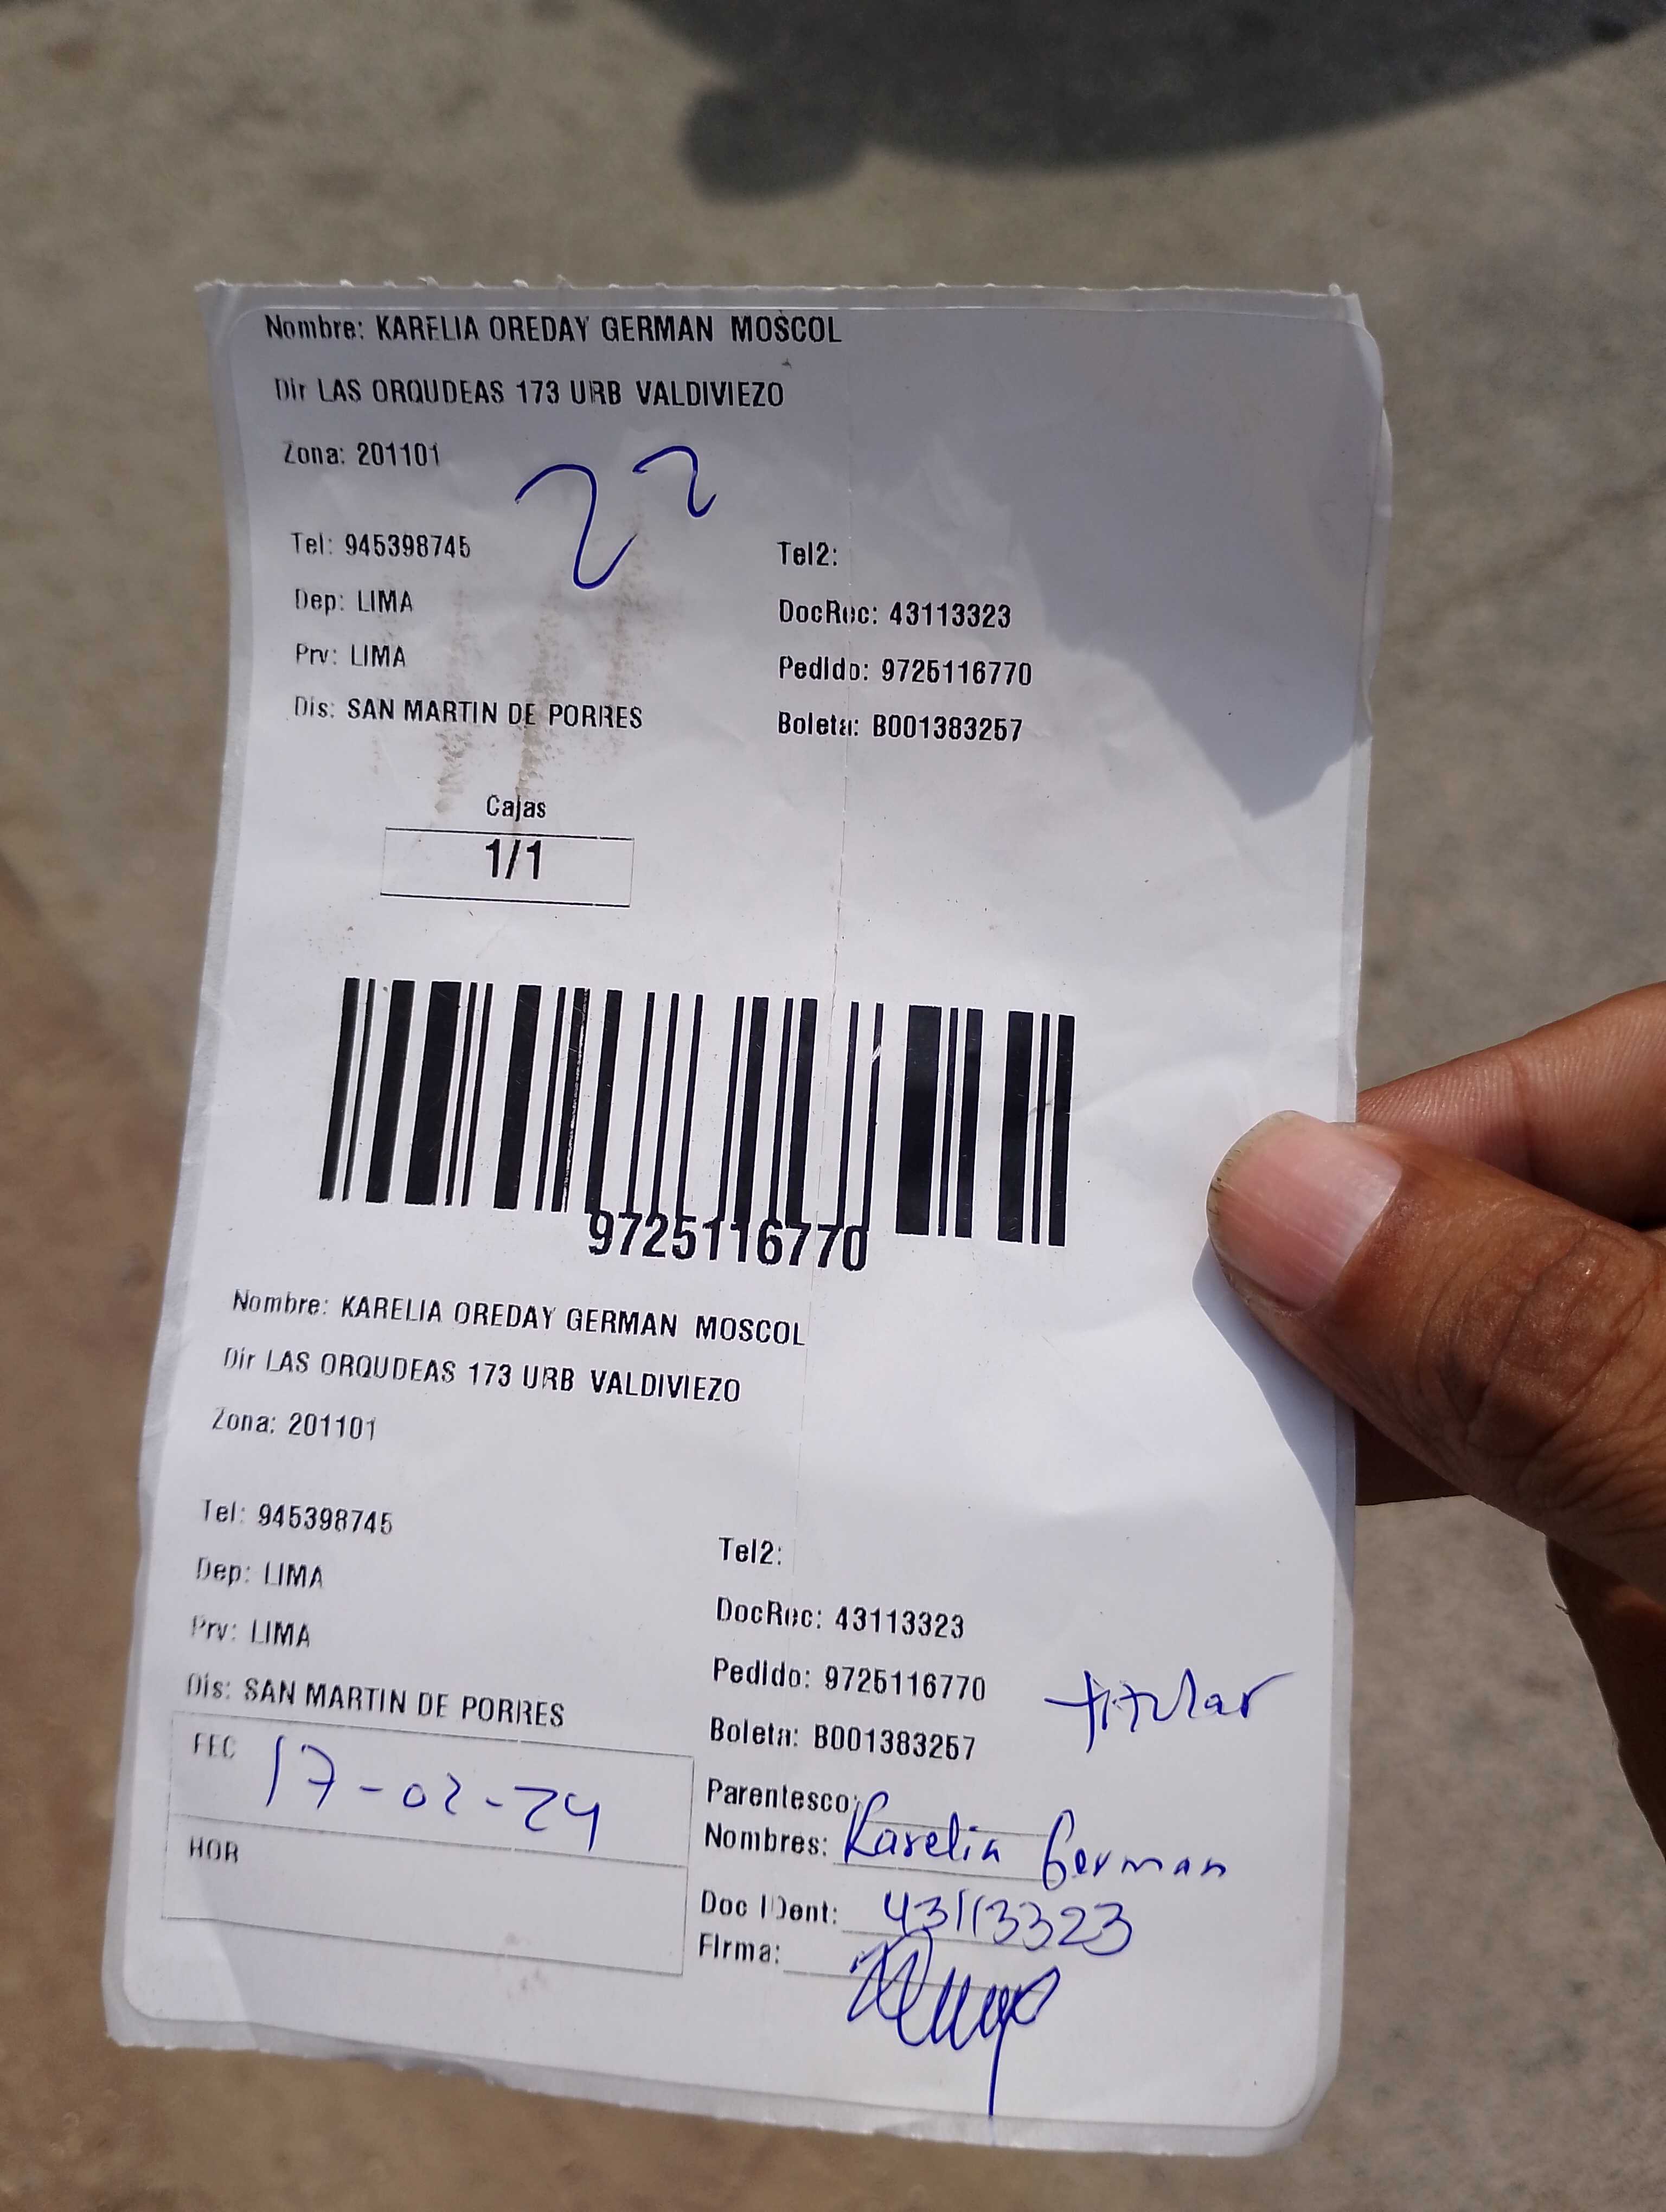 Nombre: KARELIA OREDAY GERMAN MOSCOL
Dir LAS ORQUDEAS 173 URB VALDIVIEZO
Zona: 201101
22
Tel: 945398745 Tel2:
Dep: LIMA DocRec: 43113323
Prv: LIMA Pedido: 9725116770
Dis: SAN MARTIN DE PORRES Boleta: B001383257
Cajas
1/1
9725116770
Nombre: KARELIA OREDAY GERMAN MOSCOL
Dir LAS ORQUDEAS 173 URB VALDIVIEZO
Zona: 201101
Tel: 945398745 Tel2:
Dep: LIMA DocRec: 43113323
Prv: LIMA Pedido: 9725116770 titular
Dis: SAN MARTIN DE PORRES Boleta: B001383257
FEC 17-02-24 Parentesco:
Nombres: Karelia German
HOR Doc IDent: 43113323
Firma: